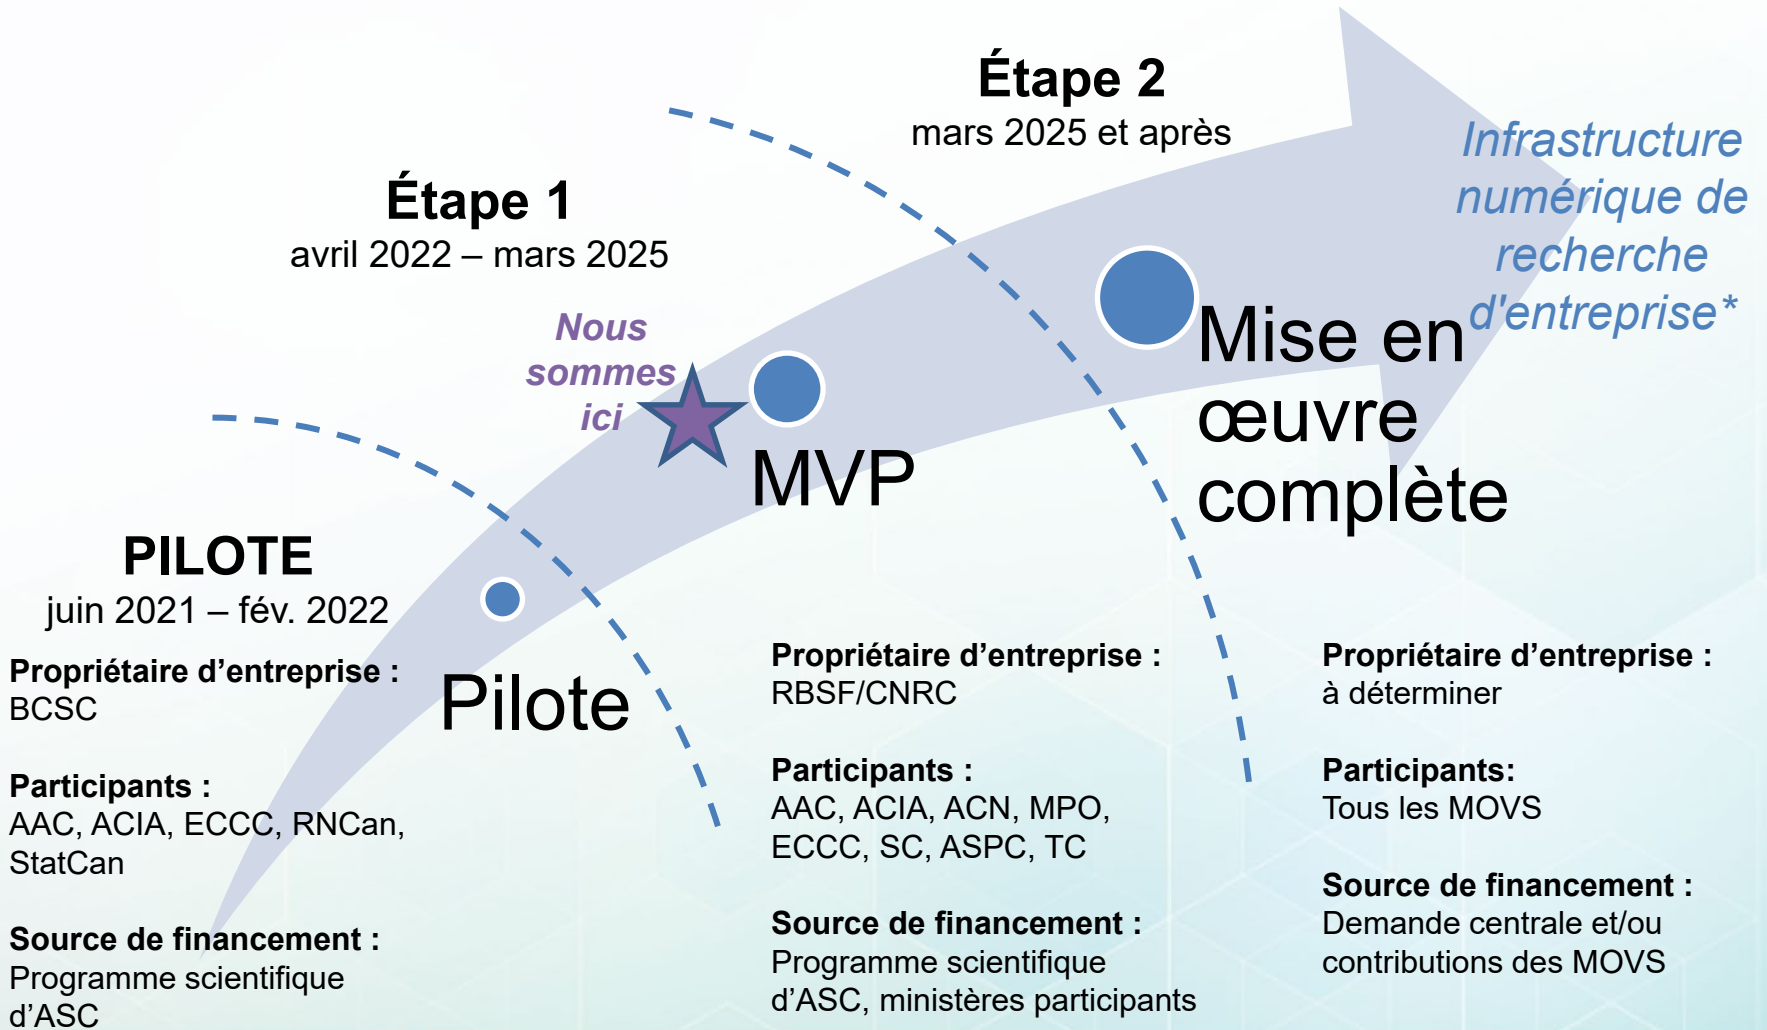 PILOTE
juin 2021 – fév. 2022
Propriétaire d’entreprise :
BCSC
Participants :
AAC, ACIA, ECCC, RNCan,
StatCan
Source de financement :
Programme scientifique
d’ASC
Pilote
Étape 1
avril 2022 – mars 2025
Nous
sommes
ici
MVP
Propriétaire d’entreprise :
RBSF/CNRC
Participants :
AAC, ACIA, ACN, MPO,
ECCC, SC, ASPC, TC
Source de financement :
Programme scientifique
d’ASC, ministères participants
Étape 2
mars 2025 et après
Mise en
œuvre
complète
Propriétaire d’entreprise :
à déterminer
Participants:
Tous les MOVS
Source de financement :
Demande centrale et/ou
contributions des MOVS
Infrastructure
numérique de
recherche
d'entreprise*